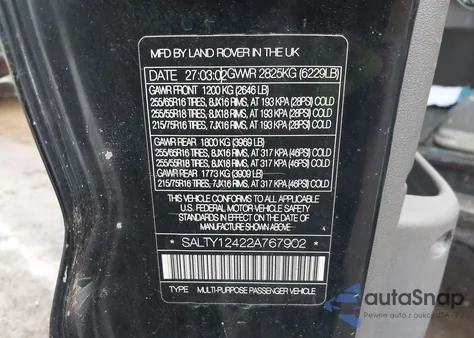 MFD BY LAND ROVER IN THE UK
DATE 27:03:02 GWWR 2825KG (6229LB)
GAWR FRONT 1200 KG (2646 LB)
255/65R16 TIRES, 8JX16 RIMS, AT 193 KPA (28PSI) COLD
255/55R18 TIRES, 8JX18 RIMS, AT 193 KPA (28PSI) COLD
215/75R16 TIRES, 7JX16 RIMS, AT 193 KPA (28PSI) COLD
GAWR REAR 1800 KG (3969 LB)
255/65R16 TIRES, 8JX16 RIMS, AT 317 KPA (46PSI) COLD
255/55R18 TIRES, 8JX18 RIMS, AT 317 KPA (46PSI) COLD
GAWR REAR 1773 KG (3909 LB)
215/75R16 TIRES, 7JX16 RIMS, AT 317 KPA (46PSI) COLD
THIS VEHICLE CONFORMS TO ALL APPLICABLE
U.S. FEDERAL MOTOR VEHICLE SAFETY
STANDARDS IN EFFECT ON DATE OF
MANUFACTURE SHOWN ABOVE
* SALTY12422A767902 *
TYPE MULTI-PURPOSE PASSENGER VEHICLE
autoSnap
Pewne auta z aukcji USA